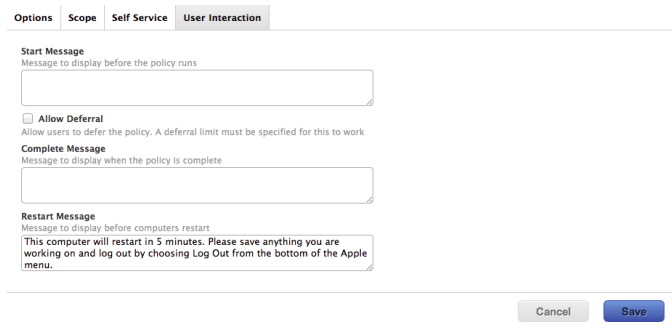 Options Scope Self Service User Interaction
Start Message
Message to display before the policy runs
Allow Deferral
Allow users to defer the policy. A deferral limit must be specified for this to work
Complete Message
Message to display when the policy is complete
Restart Message
Message to display before computers restart
This computer will restart in 5 minutes. Please save anything you are
working on and log out by choosing Log Out from the bottom of the Apple
menu.
Cancel Save